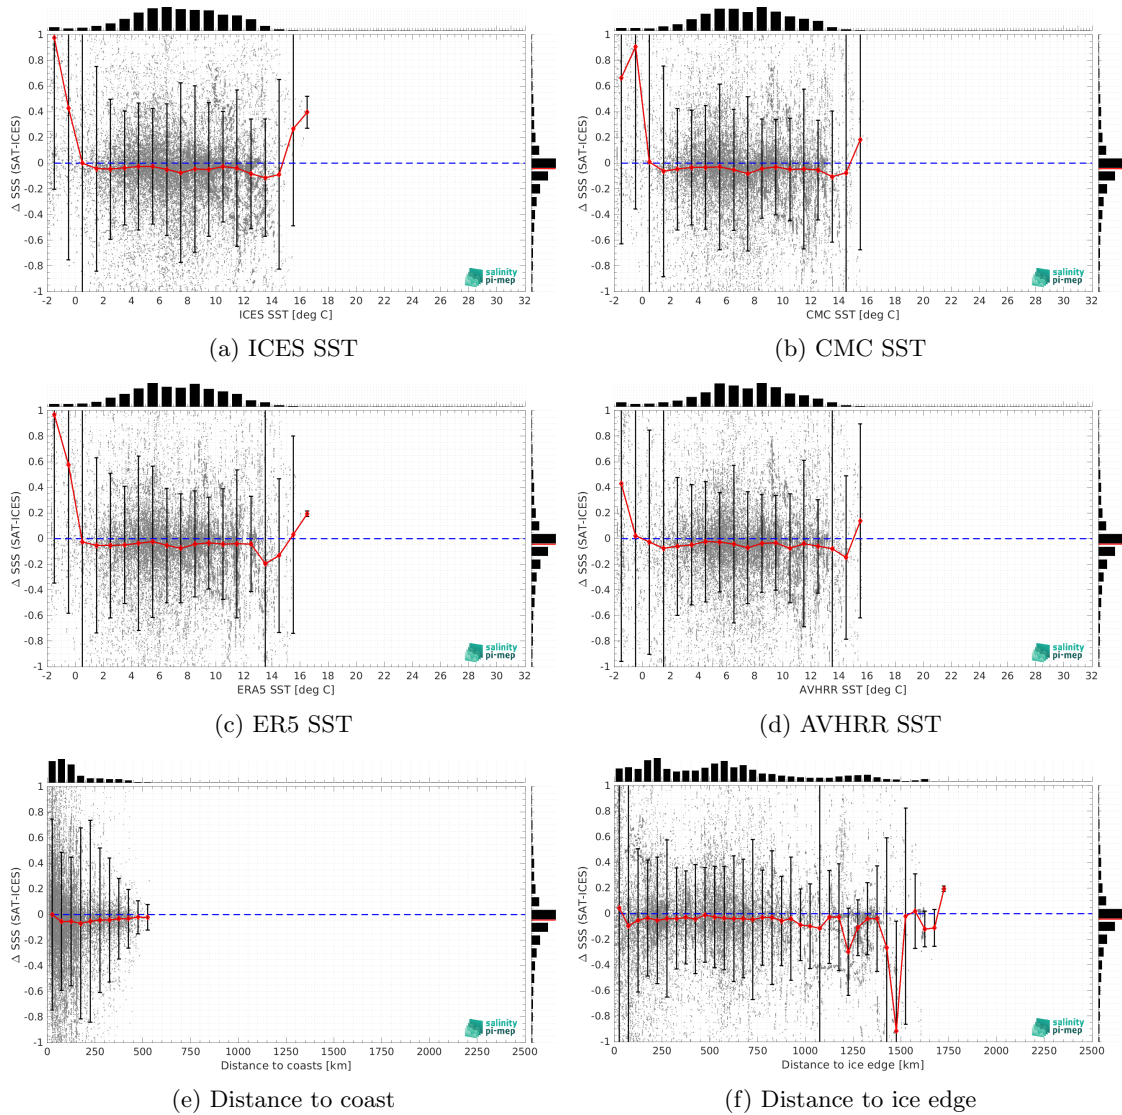 1
0.8
0.6
0.4
0.2
0
-0.2
-0.4
-0.6
-0.8
-1
Δ SSS (SAT-ICES)
-2 0 2 4 6 8 10 12 14 16 18 20 22 24 26 28 30 32
ICES SST [deg C]
salinity
pi-mep
(a) ICES SST
1
0.8
0.6
0.4
0.2
0
-0.2
-0.4
-0.6
-0.8
-1
Δ SSS (SAT-ICES)
-2 0 2 4 6 8 10 12 14 16 18 20 22 24 26 28 30 32
CMC SST [deg C]
salinity
pi-mep
(b) CMC SST
1
0.8
0.6
0.4
0.2
0
-0.2
-0.4
-0.6
-0.8
-1
Δ SSS (SAT-ICES)
-2 0 2 4 6 8 10 12 14 16 18 20 22 24 26 28 30 32
ERA5 SST [deg C]
salinity
pi-mep
(c) ER5 SST
1
0.8
0.6
0.4
0.2
0
-0.2
-0.4
-0.6
-0.8
-1
Δ SSS (SAT-ICES)
-2 0 2 4 6 8 10 12 14 16 18 20 22 24 26 28 30 32
AVHRR SST [deg C]
salinity
pi-mep
(d) AVHRR SST
1
0.8
0.6
0.4
0.2
0
-0.2
-0.4
-0.6
-0.8
-1
Δ SSS (SAT-ICES)
0 250 500 750 1000 1250 1500 1750 2000 2250 2500
Distance to coasts [km]
salinity
pi-mep
(e) Distance to coast
1
0.8
0.6
0.4
0.2
0
-0.2
-0.4
-0.6
-0.8
-1
Δ SSS (SAT-ICES)
0 250 500 750 1000 1250 1500 1750 2000 2250 2500
Distance to ice edge [km]
salinity
pi-mep
(f) Distance to ice edge